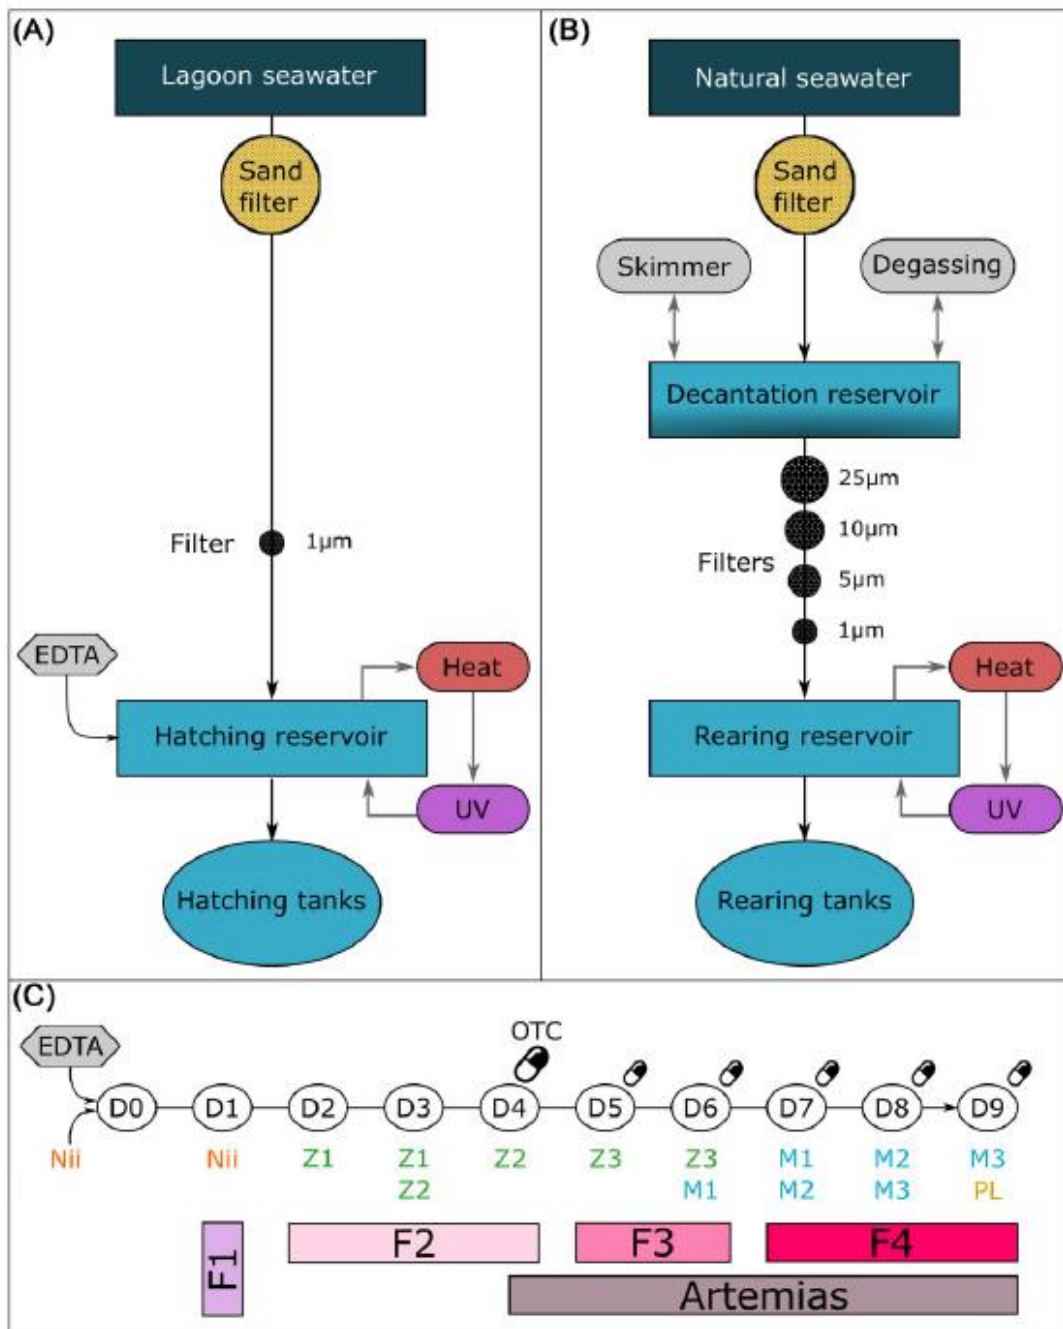 (A)
Lagoon seawater
Sand
filter
Filter
1µm
EDTA
Heat
Hatching reservoir
UV
Hatching tanks
(B)
Natural seawater
Sand
filter
Skimmer
Degassing
Decantation reservoir
25µm
10µm
Filters
5µm
1µm
Heat
Rearing reservoir
UV
Rearing tanks
(C)
EDTA
OTC
D0 D1 D2 D3 D4 D5 D6 D7 D8 D9
Nii Nii Z1 Z1 Z2 Z3 Z3 M1 M2 M3
Z2 M1 M2 M3 PL
F1 F2 F3 F4
Artemias